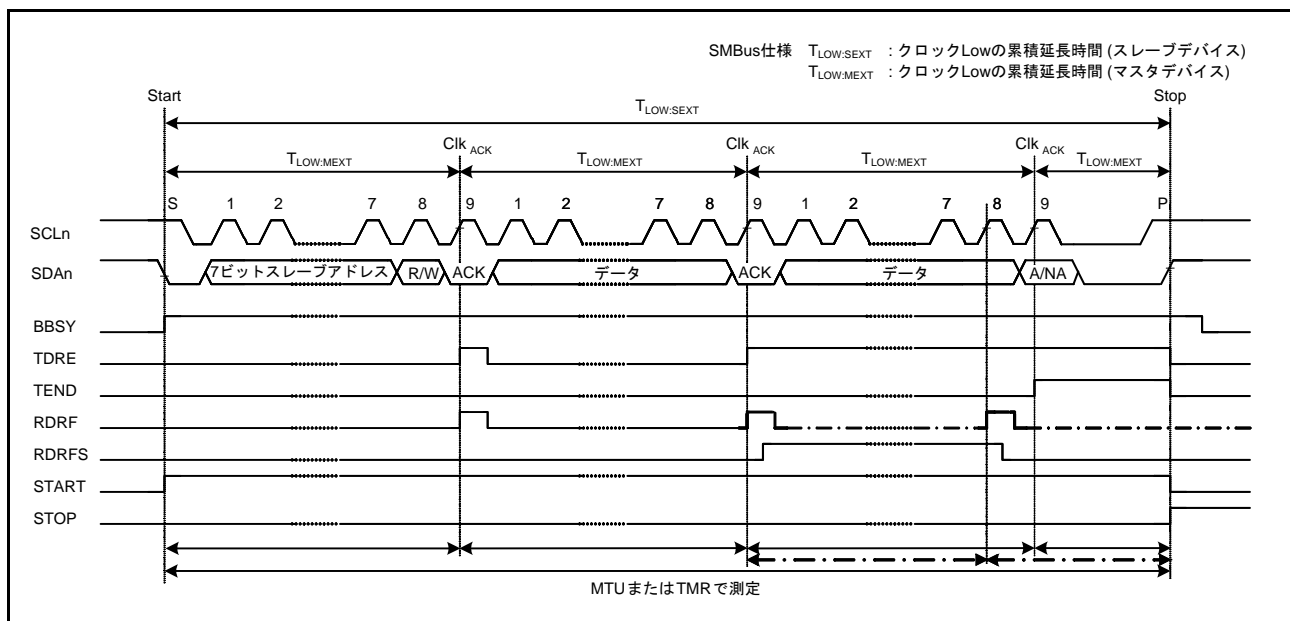 SMBus仕様 TLOW:SEXT : クロックLowの累積延長時間 (スレーブデバイス)
TLOW:MEXT : クロックLowの累積延長時間 (マスタデバイス)
Start Stop
TLOW:SEXT
Clk ACK Clk ACK Clk ACK
TLOW:MEXT TLOW:MEXT TLOW:MEXT TLOW:MEXT
S 1 2 7 8 9 1 2 7 8 9 1 2 7 8 9 P
SCLn
SDAn 7ビットスレーブアドレス R/W ACK データ ACK データ A/NA
BBSY
TDRE
TEND
RDRF
RDRFS
START
STOP
MTUまたはTMRで測定